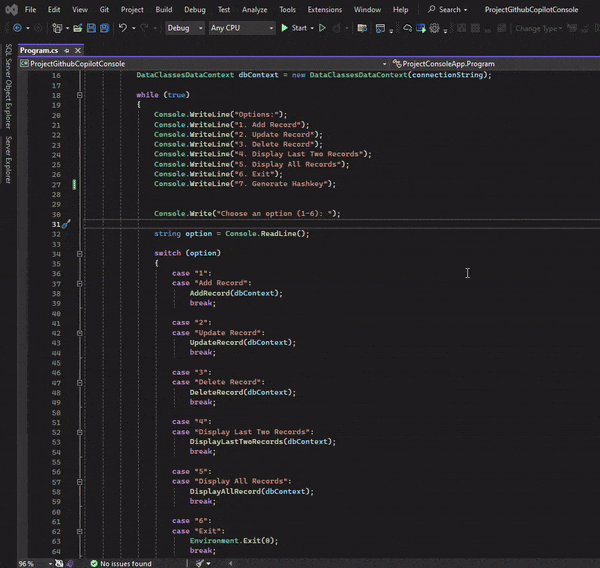 File Edit View Git Project Build Debug Test Analyze Tools Extensions Window Help Search ProjectGithubCopilotConsole
Debug Any CPU Start Change Type
Program.cs
ProjectGithubCopilotConsole ProjectConsoleApp.Program
SQL Server Object Explorer
Server Explorer
16 DataClassesDataContext dbContext = new DataClassesDataContext(connectionString);
17
18 while (true)
19 {
20 Console.WriteLine("Options:");
21 Console.WriteLine("1. Add Record");
22 Console.WriteLine("2. Update Record");
23 Console.WriteLine("3. Delete Record");
24 Console.WriteLine("4. Display Last Two Records");
25 Console.WriteLine("5. Display All Records");
26 Console.WriteLine("6. Exit");
27 Console.WriteLine("7. Generate Hashkey");
28
29
30 Console.Write("Choose an option (1-6): ");
31
32 string option = Console.ReadLine();
33
34 switch (option)
35 {
36 case "1":
37 case "Add Record":
38 AddRecord(dbContext);
39 break;
40
41 case "2":
42 case "Update Record":
43 UpdateRecord(dbContext);
44 break;
45
46 case "3":
47 case "Delete Record":
48 DeleteRecord(dbContext);
49 break;
50
51 case "4":
52 case "Display Last Two Records":
53 DisplayLastTwoRecords(dbContext);
54 break;
55
56 case "5":
57 case "Display All Records":
58 DisplayAllRecord(dbContext);
59 break;
60
61 case "6":
62 case "Exit":
63 Environment.Exit(0);
64 break;
96 % No issues found